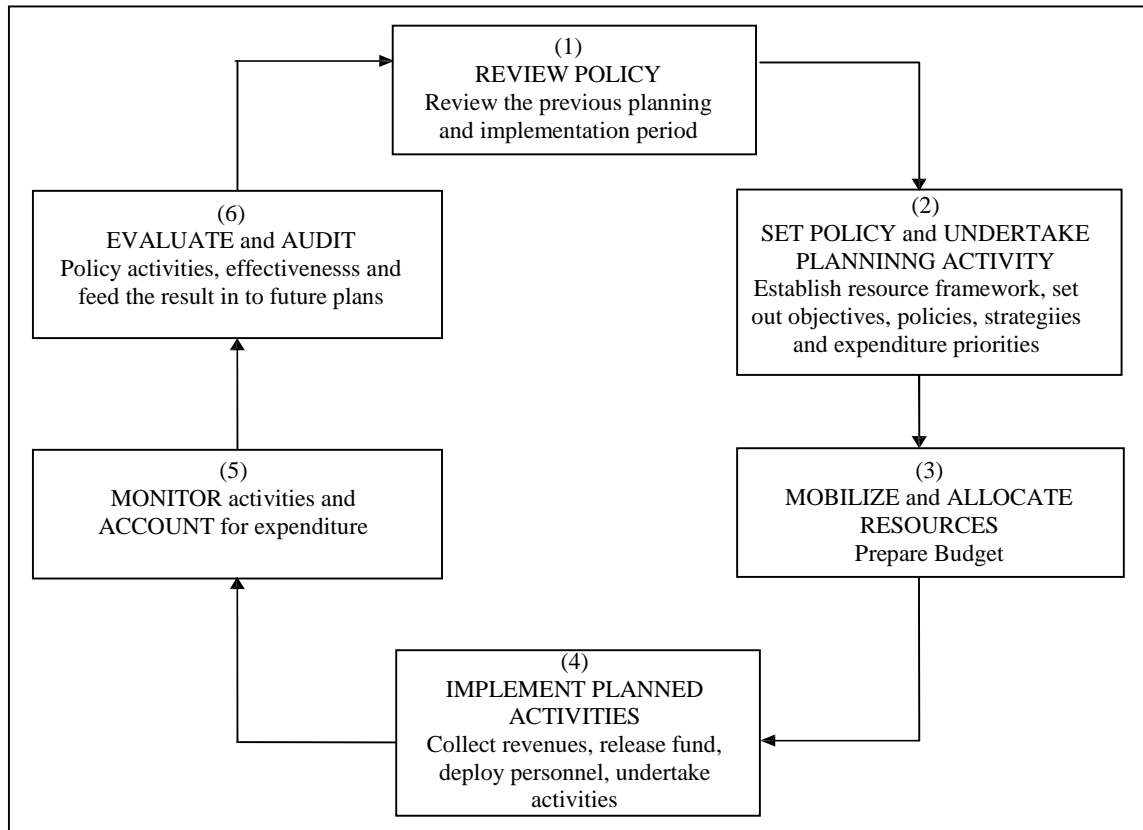 (1)
REVIEW POLICY
Review the previous planning
and implementation period
(2)
SET POLICY and UNDERTAKE
PLANNINNG ACTIVITY
Establish resource framework, set
out objectives, policies, strategiies
and expenditure priorities
(3)
MOBILIZE and ALLOCATE
RESOURCES
Prepare Budget
(4)
IMPLEMENT PLANNED
ACTIVITIES
Collect revenues, release fund,
deploy personnel, undertake
activities
(5)
MONITOR activities and
ACCOUNT for expenditure
(6)
EVALUATE and AUDIT
Policy activities, effectivenesss and
feed the result in to future plans